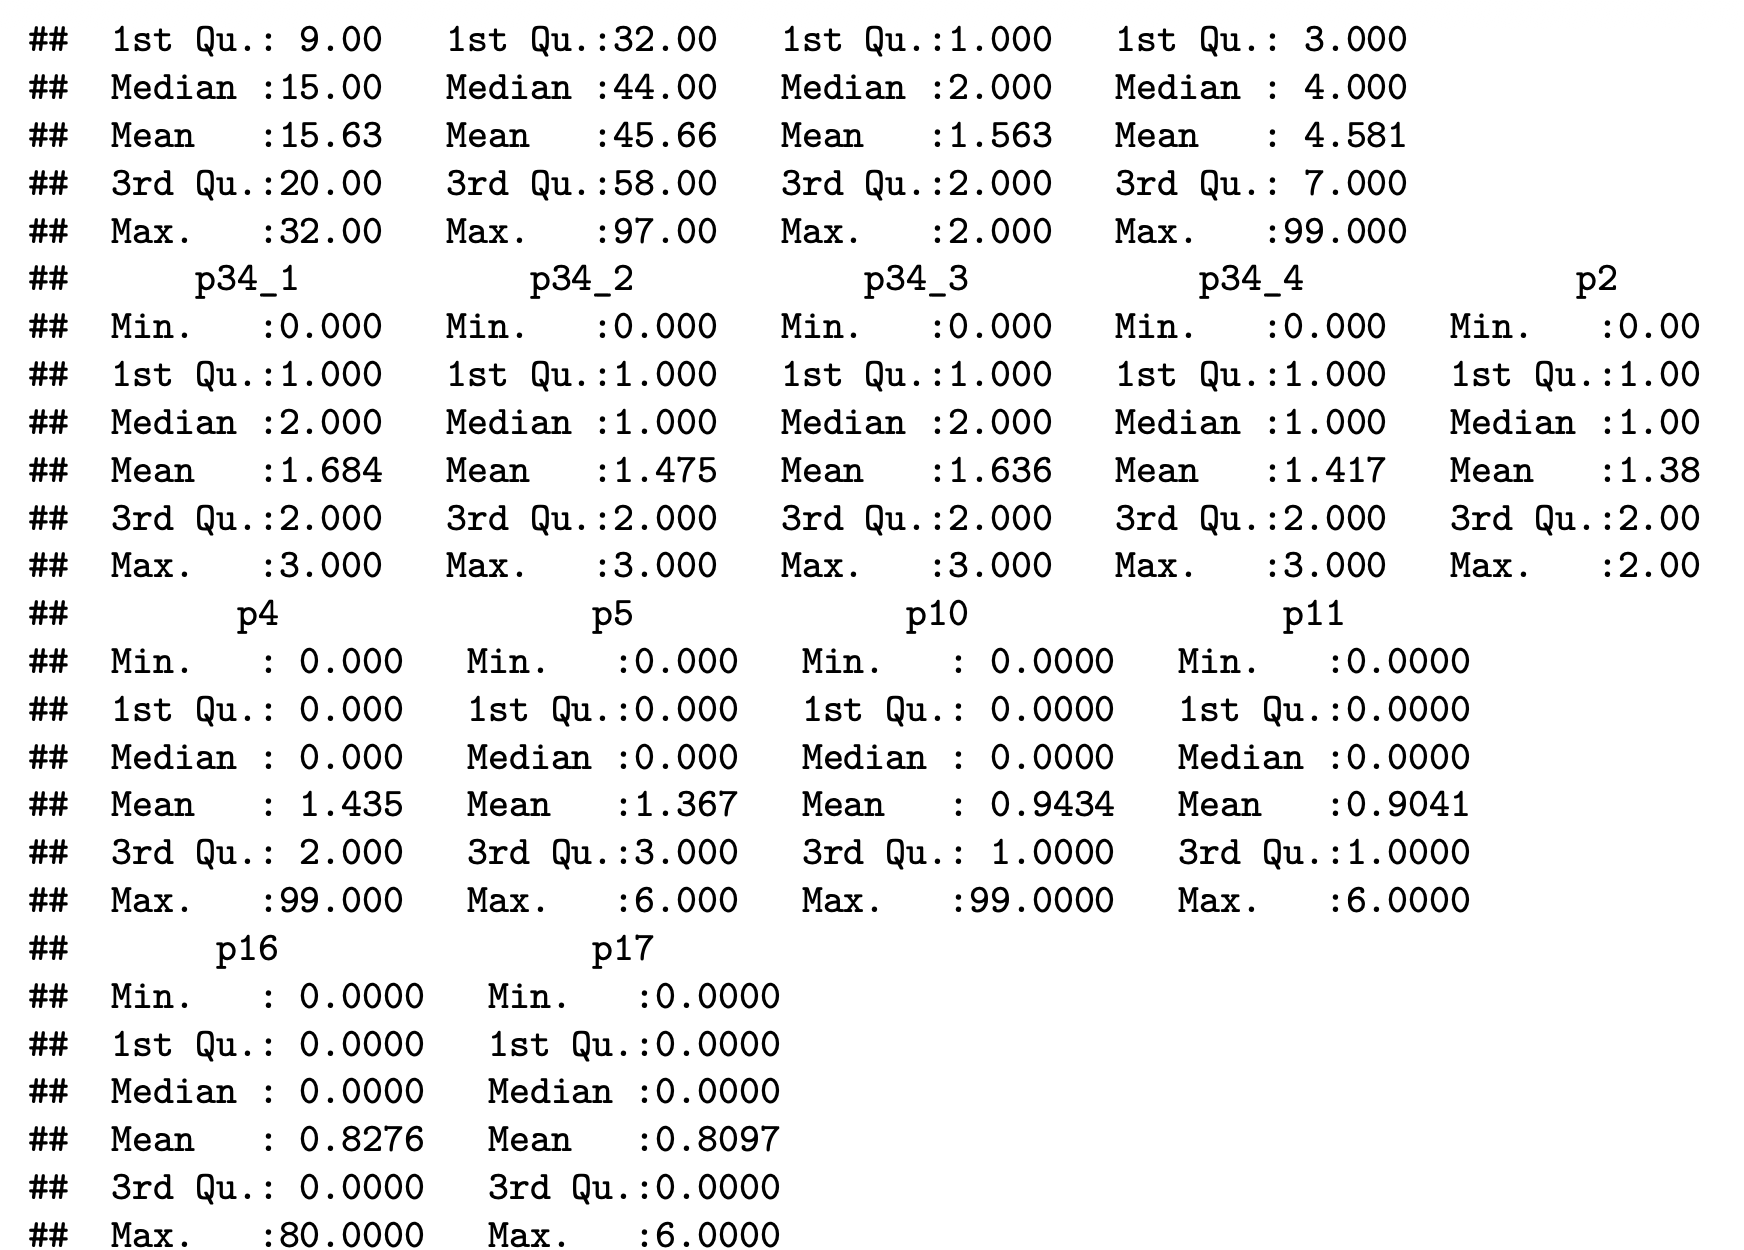 ##  1st Qu.: 9.00   1st Qu.:32.00   1st Qu.:1.000   1st Qu.: 3.000
##  Median :15.00   Median :44.00   Median :2.000   Median : 4.000
##  Mean   :15.63   Mean   :45.66   Mean   :1.563   Mean   : 4.581
##  3rd Qu.:20.00   3rd Qu.:58.00   3rd Qu.:2.000   3rd Qu.: 7.000
##  Max.   :32.00   Max.   :97.00   Max.   :2.000   Max.   :99.000
##      p34_1           p34_2           p34_3           p34_4             p2
##  Min.   :0.000   Min.   :0.000   Min.   :0.000   Min.   :0.000   Min.   :0.00
##  1st Qu.:1.000   1st Qu.:1.000   1st Qu.:1.000   1st Qu.:1.000   1st Qu.:1.00
##  Median :2.000   Median :1.000   Median :2.000   Median :1.000   Median :1.00
##  Mean   :1.684   Mean   :1.475   Mean   :1.636   Mean   :1.417   Mean   :1.38
##  3rd Qu.:2.000   3rd Qu.:2.000   3rd Qu.:2.000   3rd Qu.:2.000   3rd Qu.:2.00
##  Max.   :3.000   Max.   :3.000   Max.   :3.000   Max.   :3.000   Max.   :2.00
##        p4               p5             p10               p11
##  Min.   : 0.000   Min.   :0.000   Min.   : 0.0000   Min.   :0.0000
##  1st Qu.: 0.000   1st Qu.:0.000   1st Qu.: 0.0000   1st Qu.:0.0000
##  Median : 0.000   Median :0.000   Median : 0.0000   Median :0.0000
##  Mean   : 1.435   Mean   :1.367   Mean   : 0.9434   Mean   :0.9041
##  3rd Qu.: 2.000   3rd Qu.:3.000   3rd Qu.: 1.0000   3rd Qu.:1.0000
##  Max.   :99.000   Max.   :6.000   Max.   :99.0000   Max.   :6.0000
##       p16               p17
##  Min.   : 0.0000   Min.   :0.0000
##  1st Qu.: 0.0000   1st Qu.:0.0000
##  Median : 0.0000   Median :0.0000
##  Mean   : 0.8276   Mean   :0.8097
##  3rd Qu.: 0.0000   3rd Qu.:0.0000
##  Max.   :80.0000   Max.   :6.0000